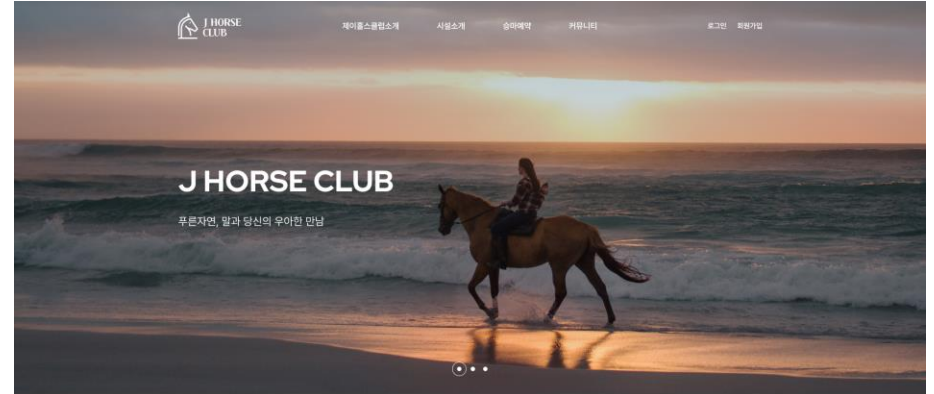 J HORSE
CLUB
제이홀스클럽소개
시설소개
승마예약
커뮤니티
로그인
회원가입
J HORSE CLUB
푸른자연, 말과 당신의 우아한 만남